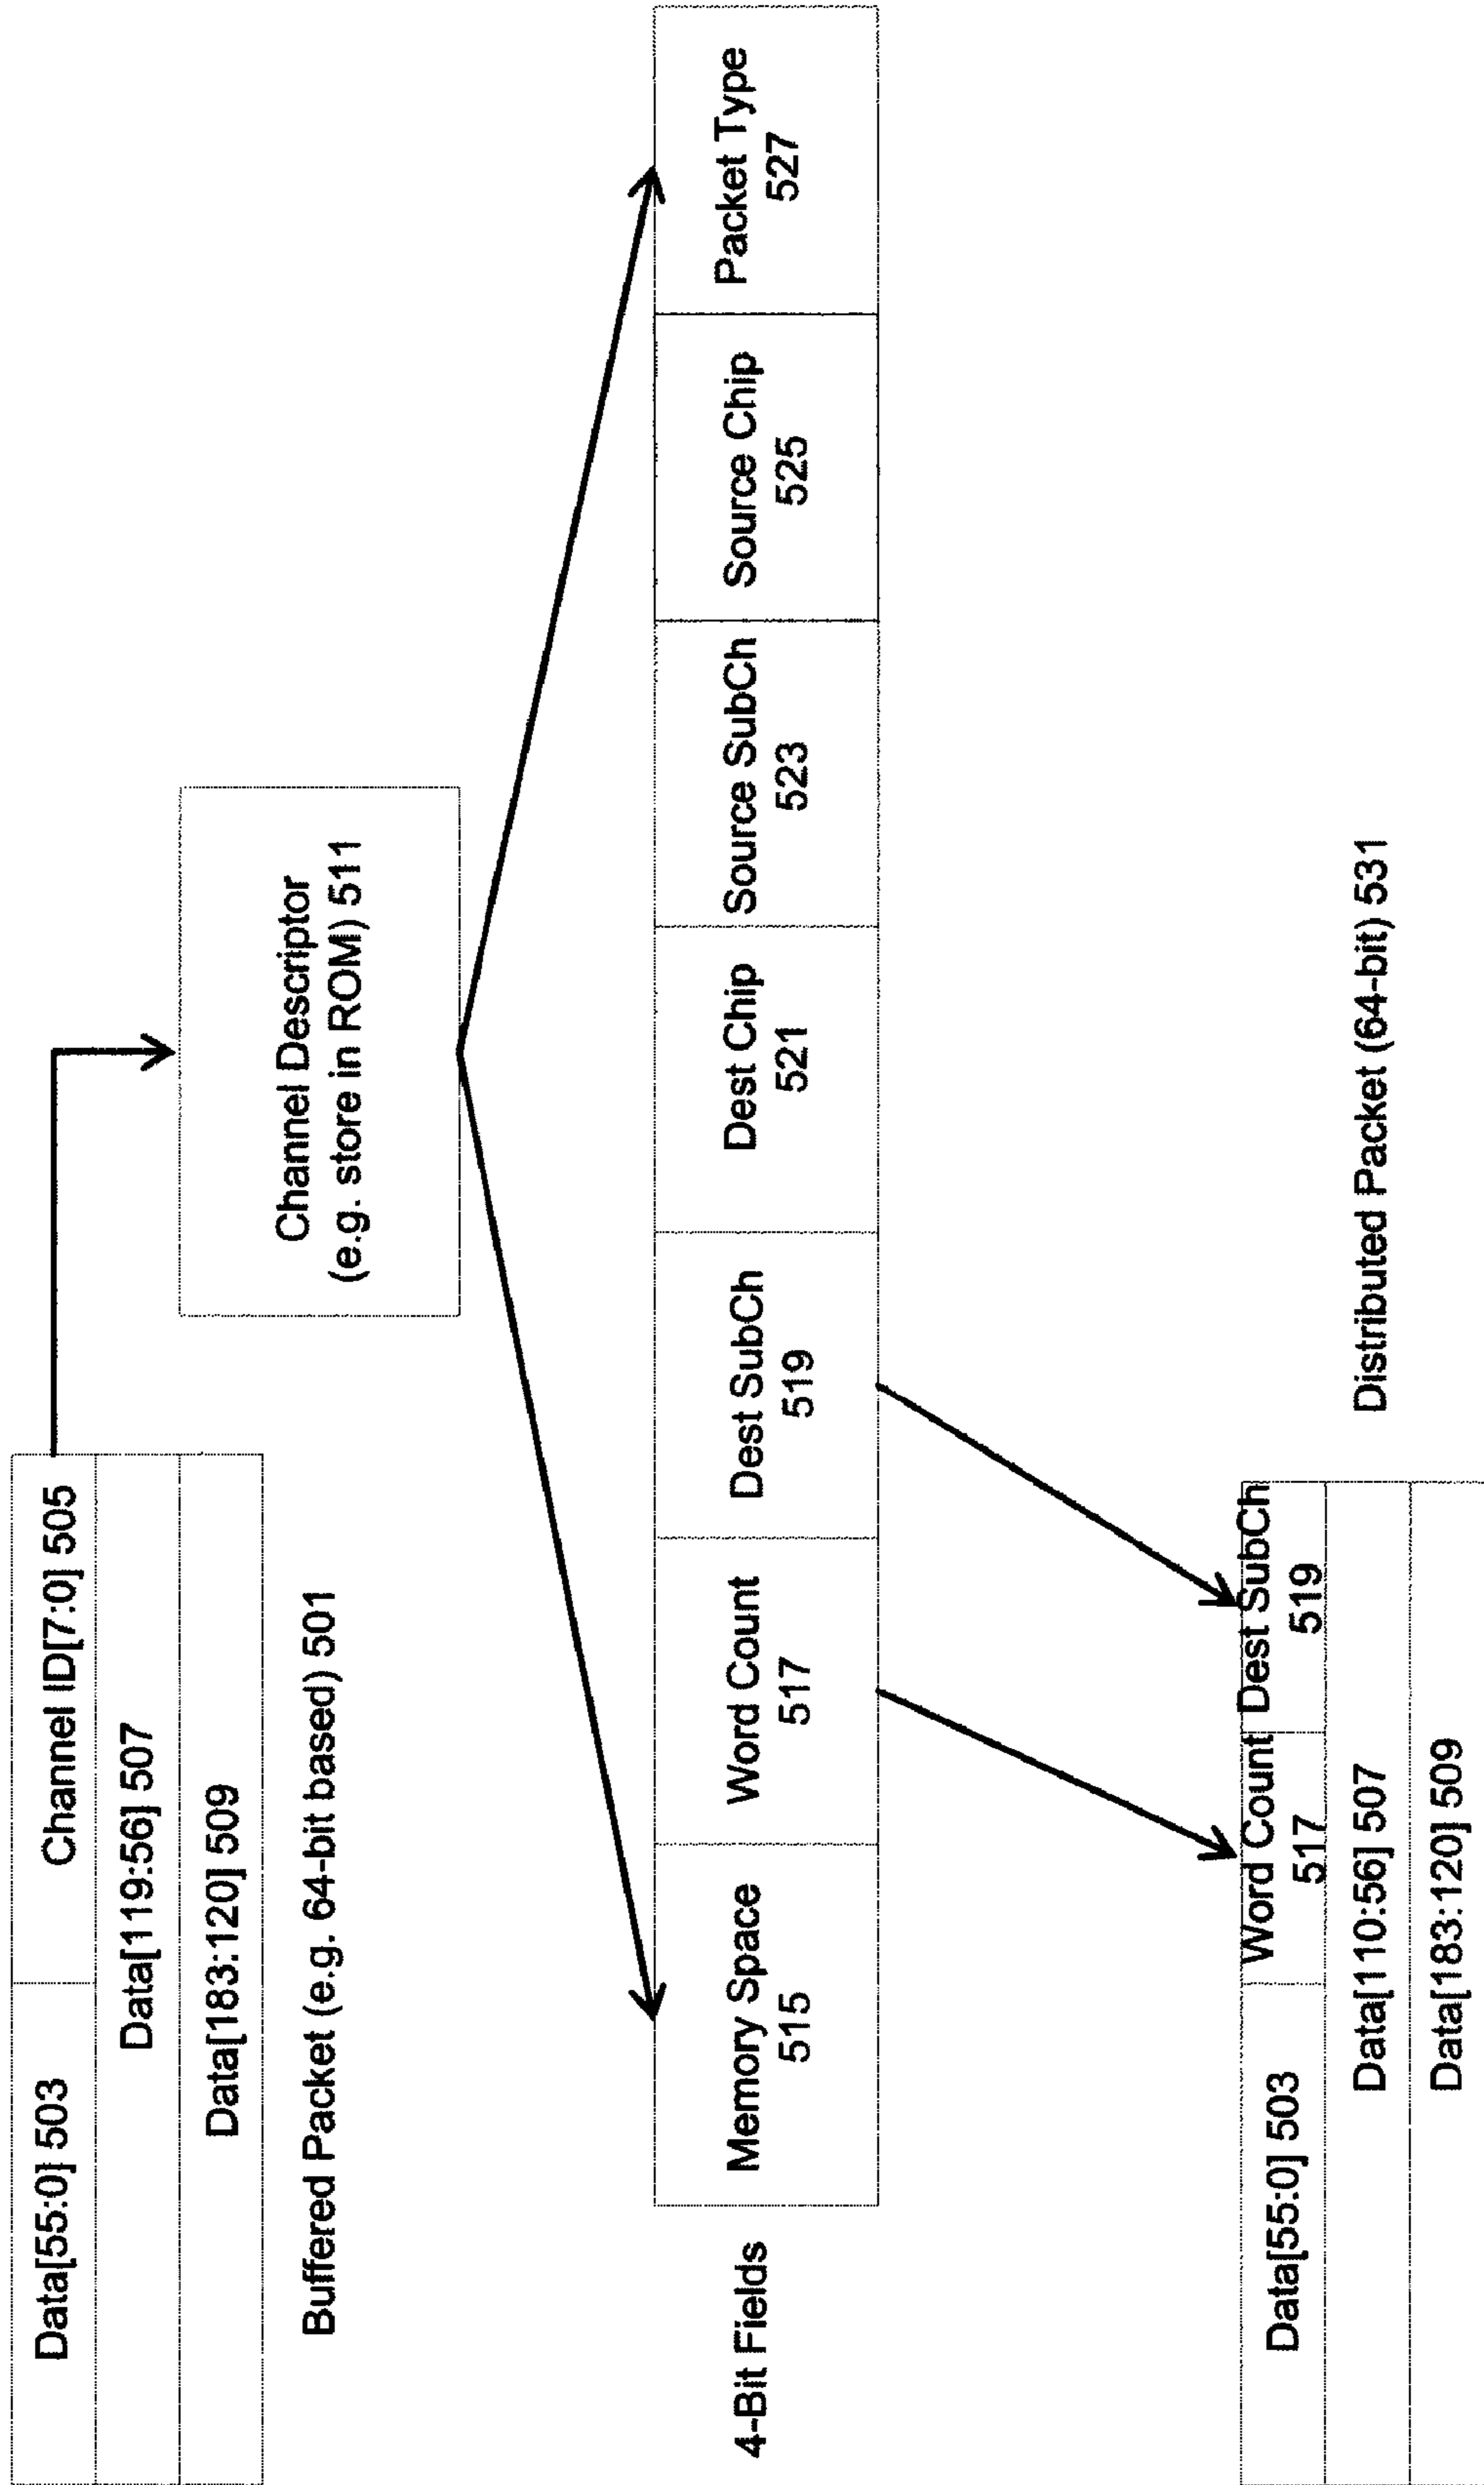 Data[55:0] 503
Channel ID[7:0] 505
Data[119:56] 507
Data[183:120] 509
Buffered Packet (e.g. 64-bit based) 501
Channel Descriptor
(e.g. store in ROM) 511
4-Bit Fields
Memory Space
515
Word Count
517
Dest SubCh
519
Dest Chip
521
Source SubCh
523
Source Chip
525
Packet Type
527
Data[55:0] 503
Word Count
517
Dest SubCh
519
Data[110:56] 507
Data[183:120] 509
Distributed Packet (64-bit) 531